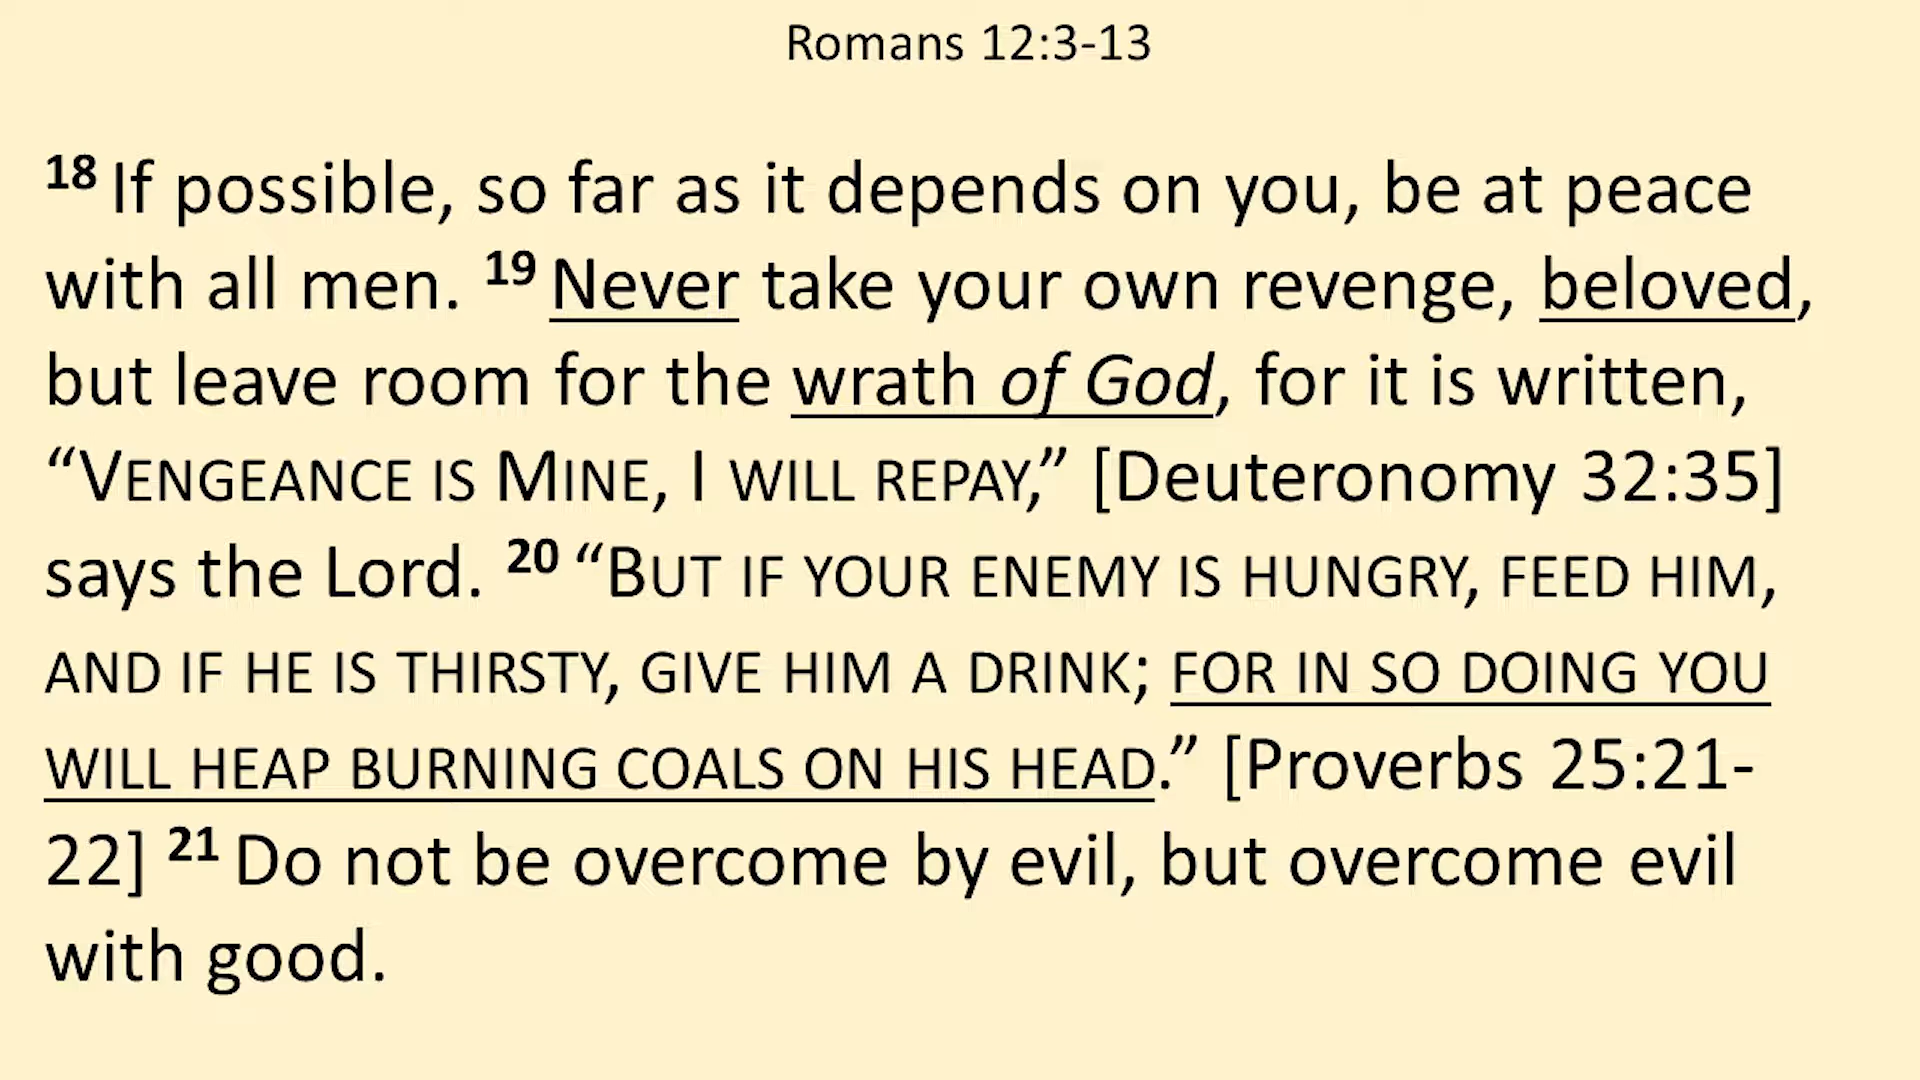 Romans 12:3-13
18 If possible, so far as it depends on you, be at peace
with all men. 19 Never take your own revenge, beloved,
but leave room for the wrath of God, for it is written,
“VENGEANCE IS MINE, I WILL REPAY,” [Deuteronomy 32:35]
says the Lord. 20 “BUT IF YOUR ENEMY IS HUNGRY, FEED HIM,
AND IF HE IS THIRSTY, GIVE HIM A DRINK; FOR IN SO DOING YOU
WILL HEAP BURNING COALS ON HIS HEAD.” [Proverbs 25:21-
22] 21 Do not be overcome by evil, but overcome evil
with good.